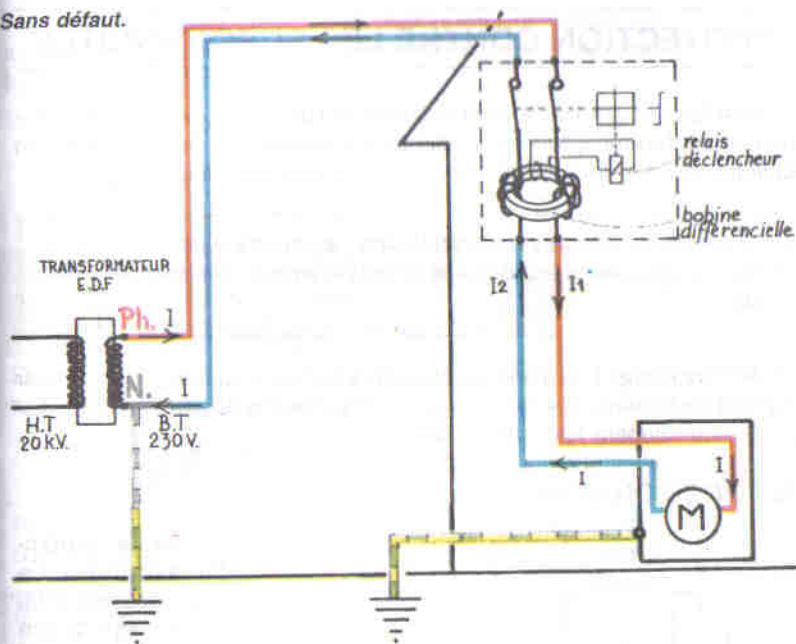 Sans défaut.
relais
déclencheur
bobine
différencielle
TRANSFORMATEUR
E.D.F
Ph.
I
I2
I1
N.
I
H.T
20 kV.
B.T
230 V.
I
I
M